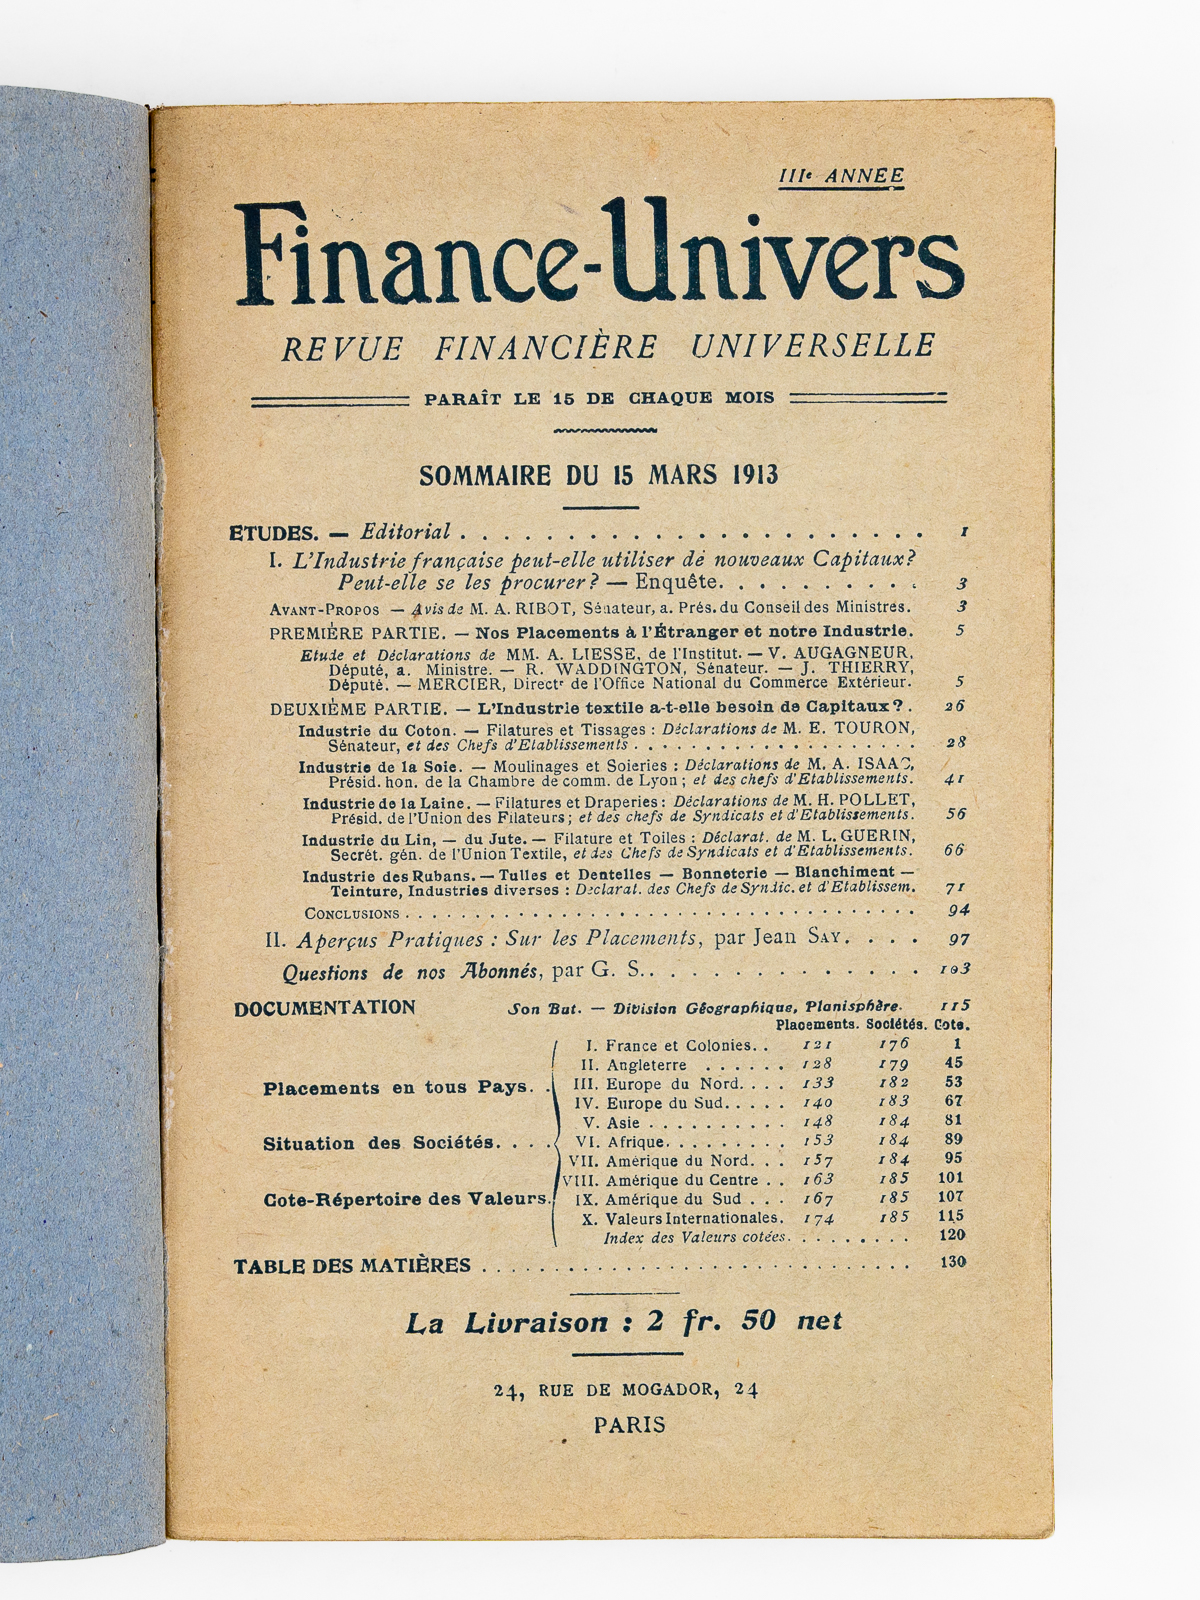 IIIe ANNEE
Finance-Univers
REVUE FINANCIÈRE UNIVERSELLE
PARAÎT LE 15 DE CHAQUE MOIS
SOMMAIRE DU 15 MARS 1913
ETUDES. — Editorial . . . . . . . . . . . . . . . . . . . . . . 1
I. L'Industrie française peut-elle utiliser de nouveaux Capitaux?
Peut-elle se les procurer? — Enquête. . . . . . . . . . 3
AVANT-PROPOS — Avis de M. A. RIBOT, Sénateur, a. Prés. du Conseil des Ministres. 3
PREMIÈRE PARTIE. — Nos Placements à l'Étranger et notre Industrie. 5
Etude et Déclarations de MM. A. LIESSE, de l'Institut. — V. AUGAGNEUR,
Député, a. Ministre. — R. WADDINGTON, Sénateur. — J. THIERRY,
Député. — MERCIER, Directr de l'Office National du Commerce Extérieur. 5
DEUXIÈME PARTIE. — L'Industrie textile a-t-elle besoin de Capitaux? . 26
Industrie du Coton. — Filatures et Tissages : Déclarations de M. E. TOURON,
Sénateur, et des Chefs d'Etablissements . . . . . . . . . . . . . . . . . . . . . 28
Industrie de la Soie. — Moulinages et Soieries : Déclarations de M. A. ISAAC,
Présid. hon. de la Chambre de comm. de Lyon ; et des chefs d'Etablissements. 41
Industrie de la Laine. — Filatures et Draperies : Déclarations de M. H. POLLET,
Présid. de l'Union des Filateurs ; et des chefs de Syndicats et d'Etablissements. 56
Industrie du Lin, — du Jute. — Filature et Toiles : Déclarat. de M. L. GUERIN,
Secrét. gén. de l'Union Textile, et des Chefs de Syndicats et d'Etablissements. 66
Industrie des Rubans. — Tulles et Dentelles — Bonneterie — Blanchiment —
Teinture, Industries diverses : Déclarat. des Chefs de Syndic. et d'Etablissem. 71
CONCLUSIONS . . . . . . . . . . . . . . . . . . . . . . . . . . . . . . . . . . . . 94
II. Aperçus Pratiques : Sur les Placements, par Jean SAY. . . . . 97
Questions de nos Abonnés, par G. S. . . . . . . . . . . . . . . 103
DOCUMENTATION Son But. — Division Géographique, Planisphère. 115
Placements. Sociétés. Cote.
I. France et Colonies. . 121 176 1
II. Angleterre . . . . . . 128 179 45
Placements en tous Pays. . III. Europe du Nord. . . . 133 182 53
IV. Europe du Sud. . . . . 140 183 67
V. Asie . . . . . . . . . . 148 184 81
Situation des Sociétés. . . . VI. Afrique. . . . . . . . . 153 184 89
VII. Amérique du Nord. . . 157 184 95
VIII. Amérique du Centre . . 163 185 101
Cote-Répertoire des Valeurs. IX. Amérique du Sud . . . 167 185 107
X. Valeurs Internationales. 174 185 115
Index des Valeurs cotées. . . . . . . . . 120
TABLE DES MATIÈRES . . . . . . . . . . . . . . . . . . . . . . . . . . . . . . 130
La Livraison : 2 fr. 50 net
24, RUE DE MOGADOR, 24
PARIS